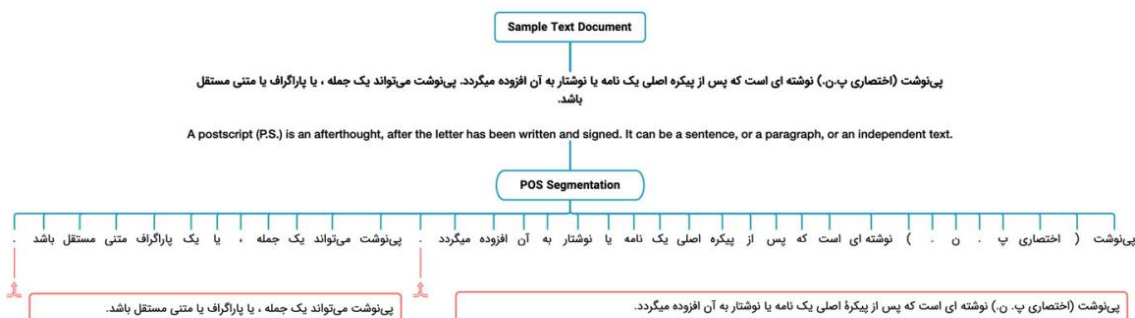 Sample Text Document
پی‌نوشت (اختصاری پ.ن.) نوشته ای است که پس از پیکره اصلی یک نامه یا نوشتار به آن افزوده میگردد. پی‌نوشت می‌تواند یک جمله ، یا پاراگراف یا متنی مستقل
باشد.
A postscript (P.S.) is an afterthought, after the letter has been written and signed. It can be a sentence, or a paragraph, or an independent text.
POS Segmentation
پی‌نوشت ( اختصاری پ . ن . ) نوشته ای است که پس از پیکره اصلی یک نامه یا نوشتار به آن افزوده میگردد . پی‌نوشت می‌تواند یک جمله ، یا یک پاراگراف متنی مستقل باشد .
پی‌نوشت (اختصاری پ. ن.) نوشته ای است که پس از پیکرهٔ اصلی یک نامه یا نوشتار به آن افزوده میگردد.
پی‌نوشت می‌تواند یک جمله ، یا پاراگراف یا متنی مستقل باشد.